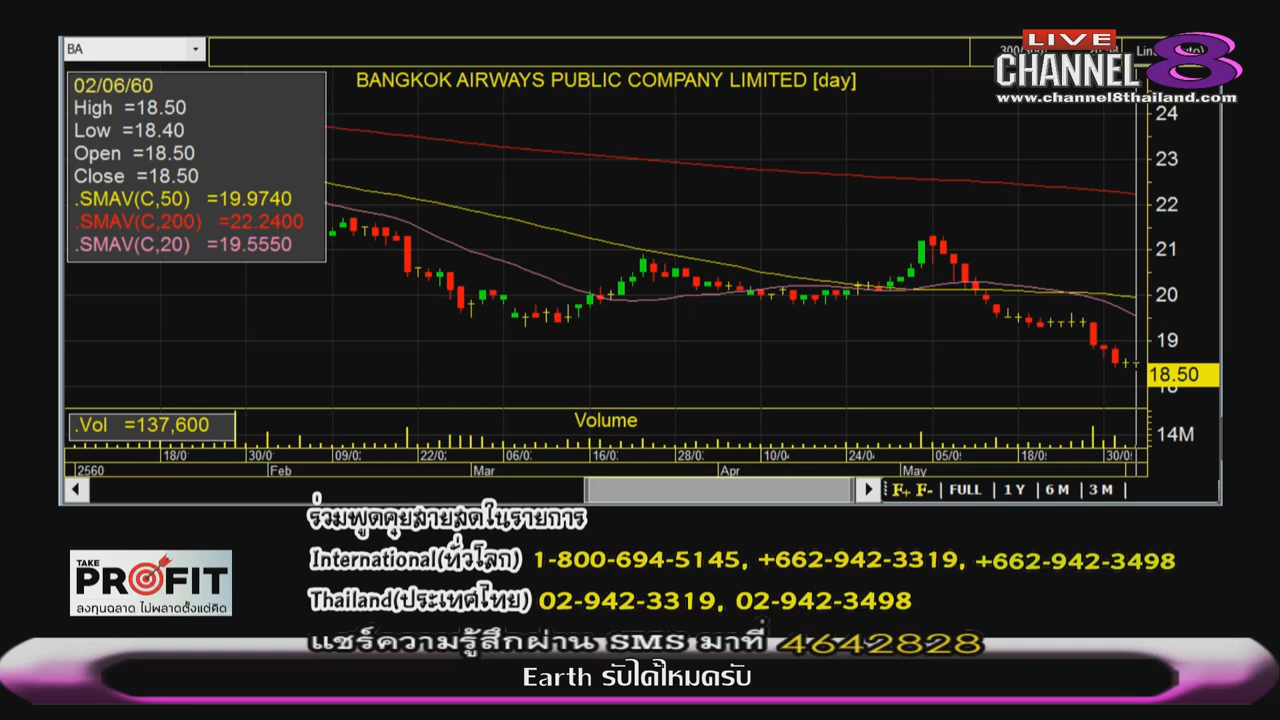 BA
LIVE
CHANNEL 8
www.channel8thailand.com
BANGKOK AIRWAYS PUBLIC COMPANY LIMITED [day]
02/06/60
High =18.50
Low =18.40
Open =18.50
Close =18.50
.SMAV(C,50) =19.9740
.SMAV(C,200) =22.2400
.SMAV(C,20) =19.5550
24
23
22
21
20
19
18.50
18
.Vol =137,600
Volume
14M
18/0 30/0 09/0 22/0 06/0 16/0 28/0 10/0 24/0 05/0 18/0 30/0
2560 Feb Mar Apr May
F+ F- FULL 1 Y 6 M 3 M
ร่วมพูดคุยสายสดในรายการ
International(ทั่วโลก) 1-800-694-5145, +662-942-3319, +662-942-3498
TAKE PROFIT
ลงทุนฉลาด ไม่พลาดตั้งแต่คิด
Thailand(ประเทศไทย) 02-942-3319, 02-942-3498
แชร์ความรู้สึกผ่าน SMS มาที่ 4642828
Earth รับได้ไหมครับ